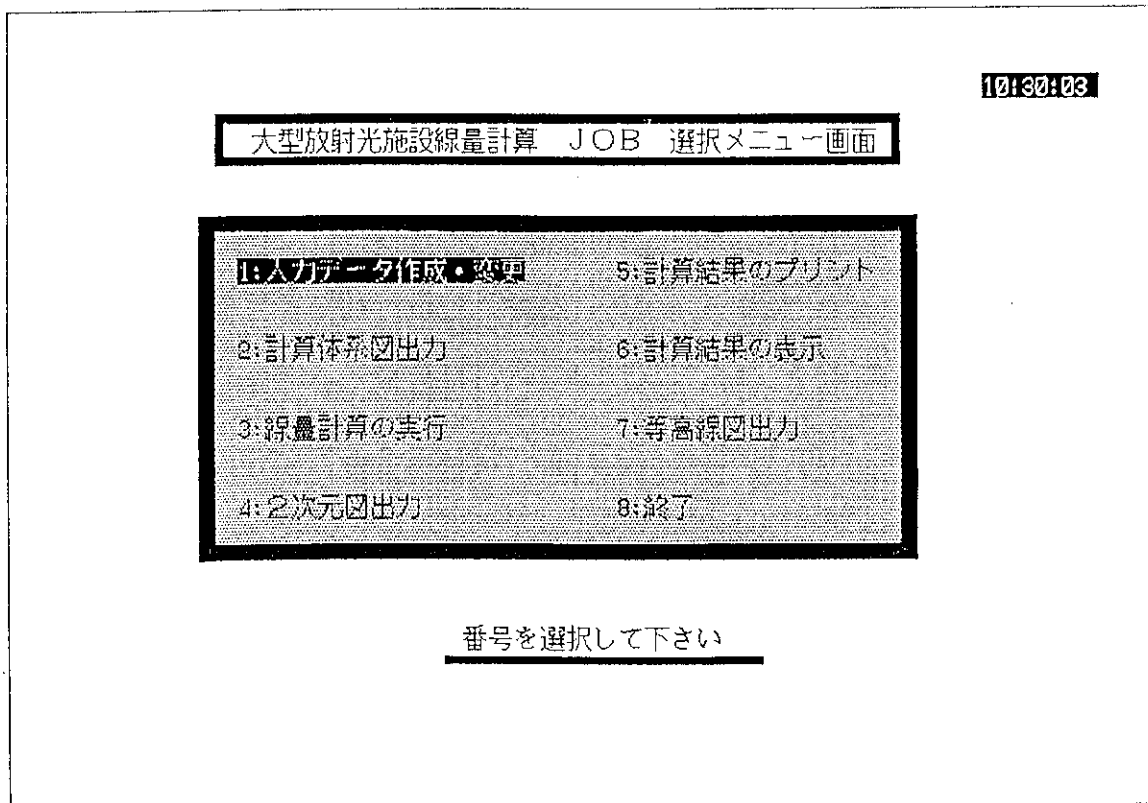 10:30:03
大型放射光施設線量計算 JOB 選択メニュー画面
1:入力データ作成・変更
2:計算体系図出力
3:線量計算の実行
4:2次元図出力
5:計算結果のプリント
6:計算結果の表示
7:等高線図出力
8:終了
番号を選択して下さい